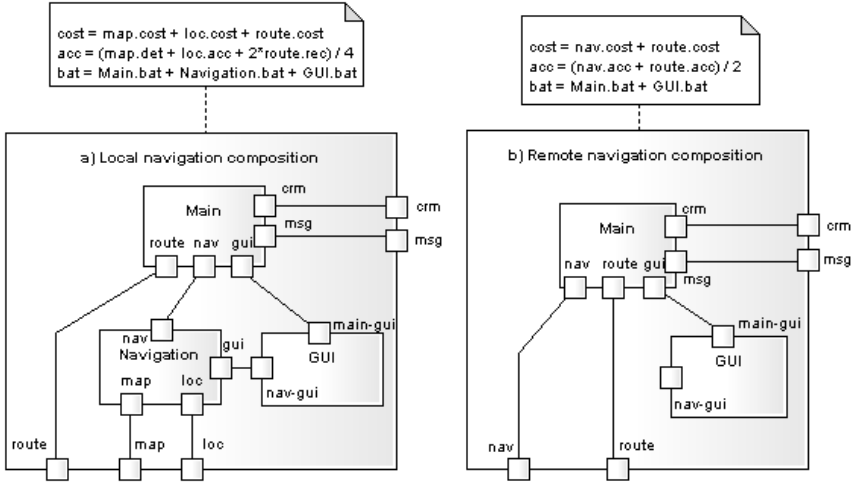 cost = map.cost + loc.cost + route.cost
acc = (map.det + loc.acc + 2*route.rec) / 4
bat = Main.bat + Navigation.bat + GUI.bat
a) Local navigation composition
crm
Main
crm
msg
msg
route nav gui
main-gui
nav
gui
Navigation
GUI
map loc
nav-gui
route
map
loc
cost = nav.cost + route.cost
acc = (nav.acc + route.acc) / 2
bat = Main.bat + GUI.bat
b) Remote navigation composition
crm
Main
crm
msg
nav route gui
msg
main-gui
GUI
nav-gui
nav
route